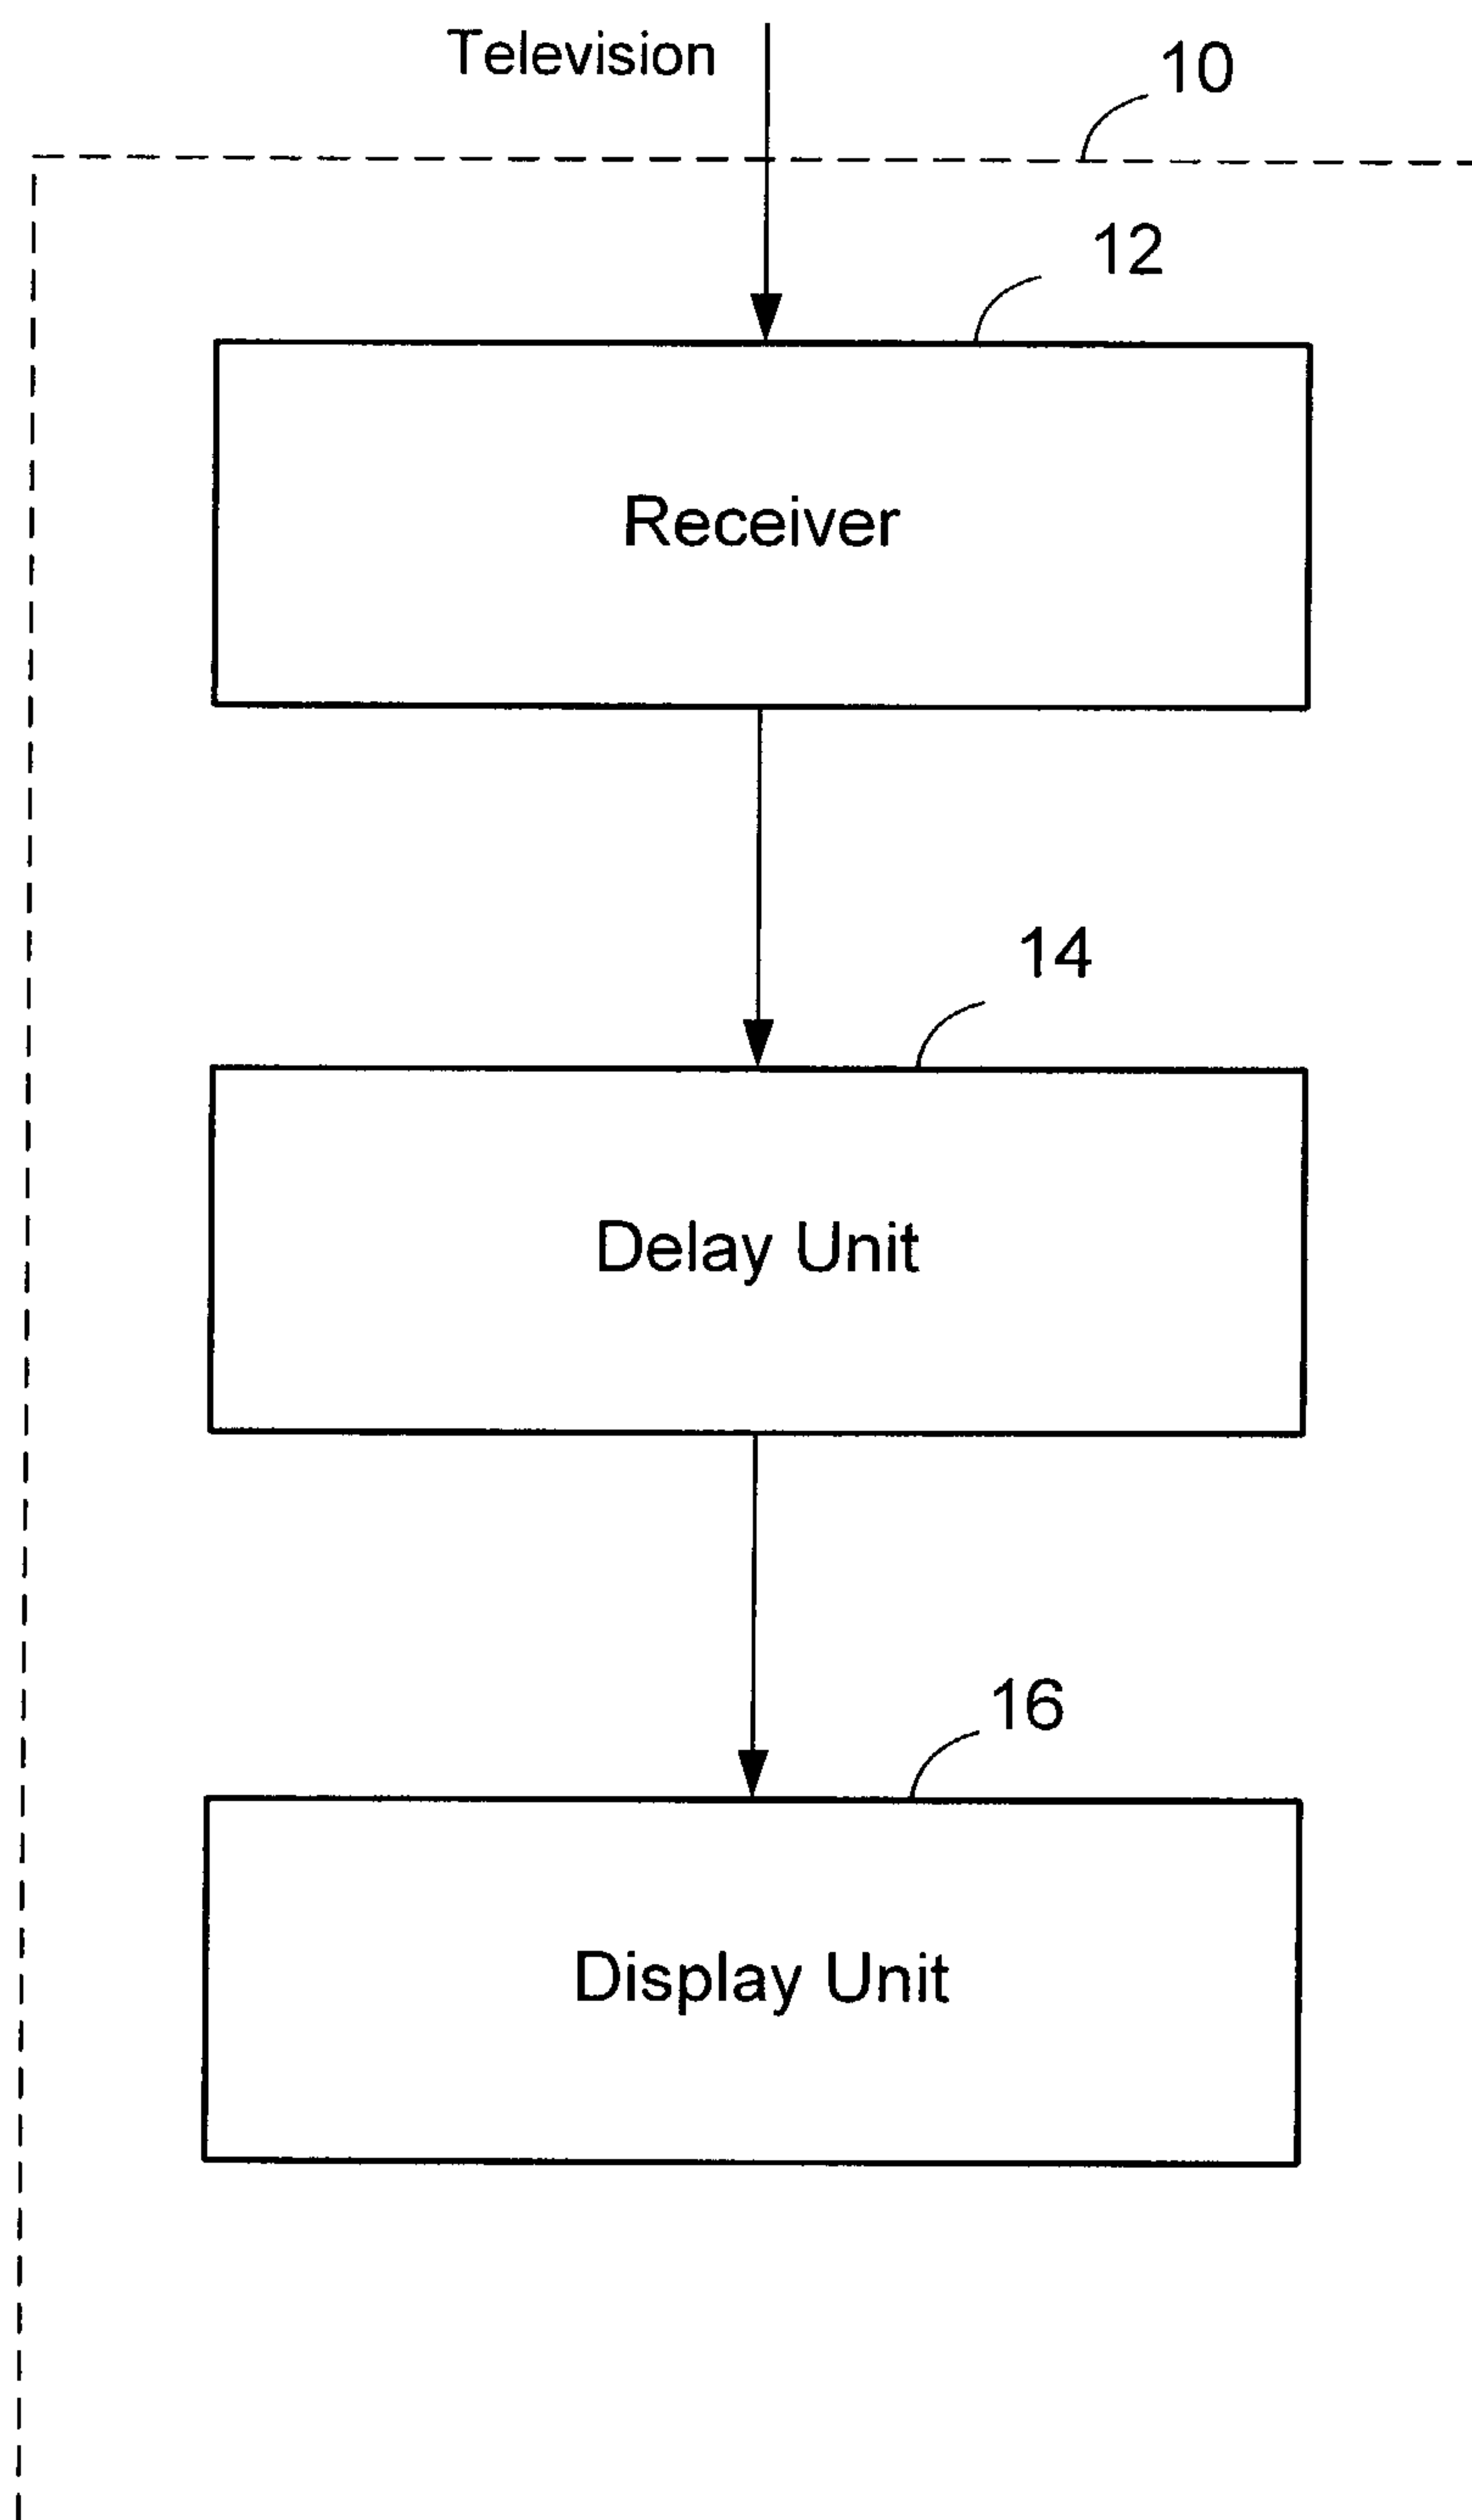 Television
10
12
Receiver
14
Delay Unit
16
Display Unit